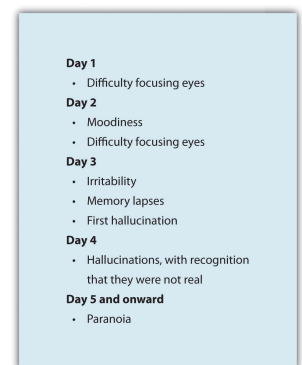 Day 1
• Difficulty focusing eyes
Day 2
• Moodiness
• Difficulty focusing eyes
Day 3
• Irritability
• Memory lapses
• First hallucination
Day 4
• Hallucinations, with recognition
that they were not real
Day 5 and onward
• Paranoia